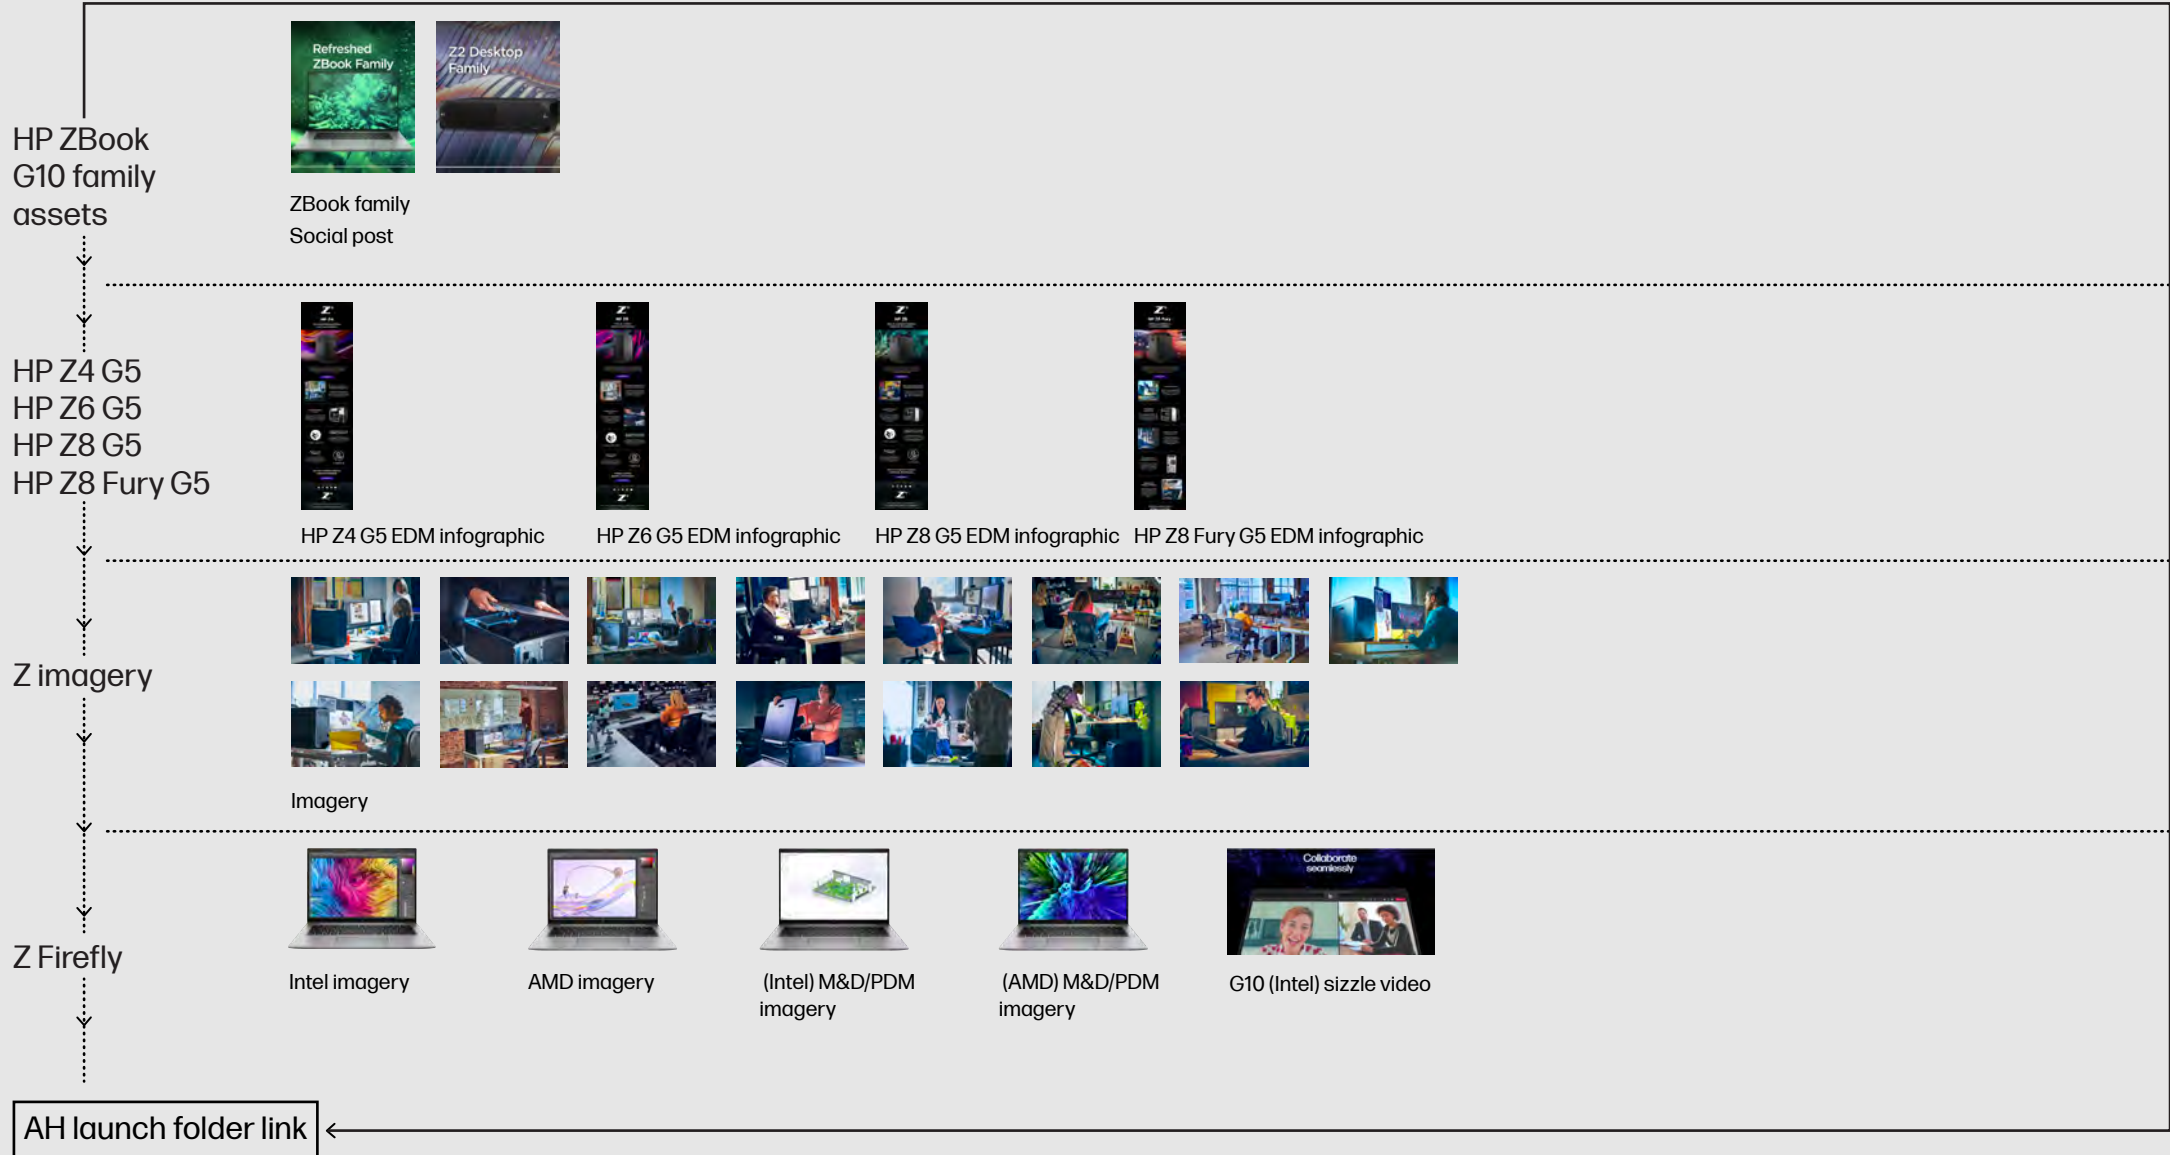 Refreshed
ZBook Family
Z2 Desktop
Family
HP ZBook
G10 family
assets
ZBook family
Social post
HP Z4 G5
HP Z6 G5
HP Z8 G5
HP Z8 Fury G5
HP Z4 G5 EDM infographic
HP Z6 G5 EDM infographic
HP Z8 G5 EDM infographic
HP Z8 Fury G5 EDM infographic
Z imagery
Imagery
Z Firefly
Collaborate
seamlessly
Intel imagery
AMD imagery
(Intel) M&D/PDM
imagery
(AMD) M&D/PDM
imagery
G10 (Intel) sizzle video
AH launch folder link